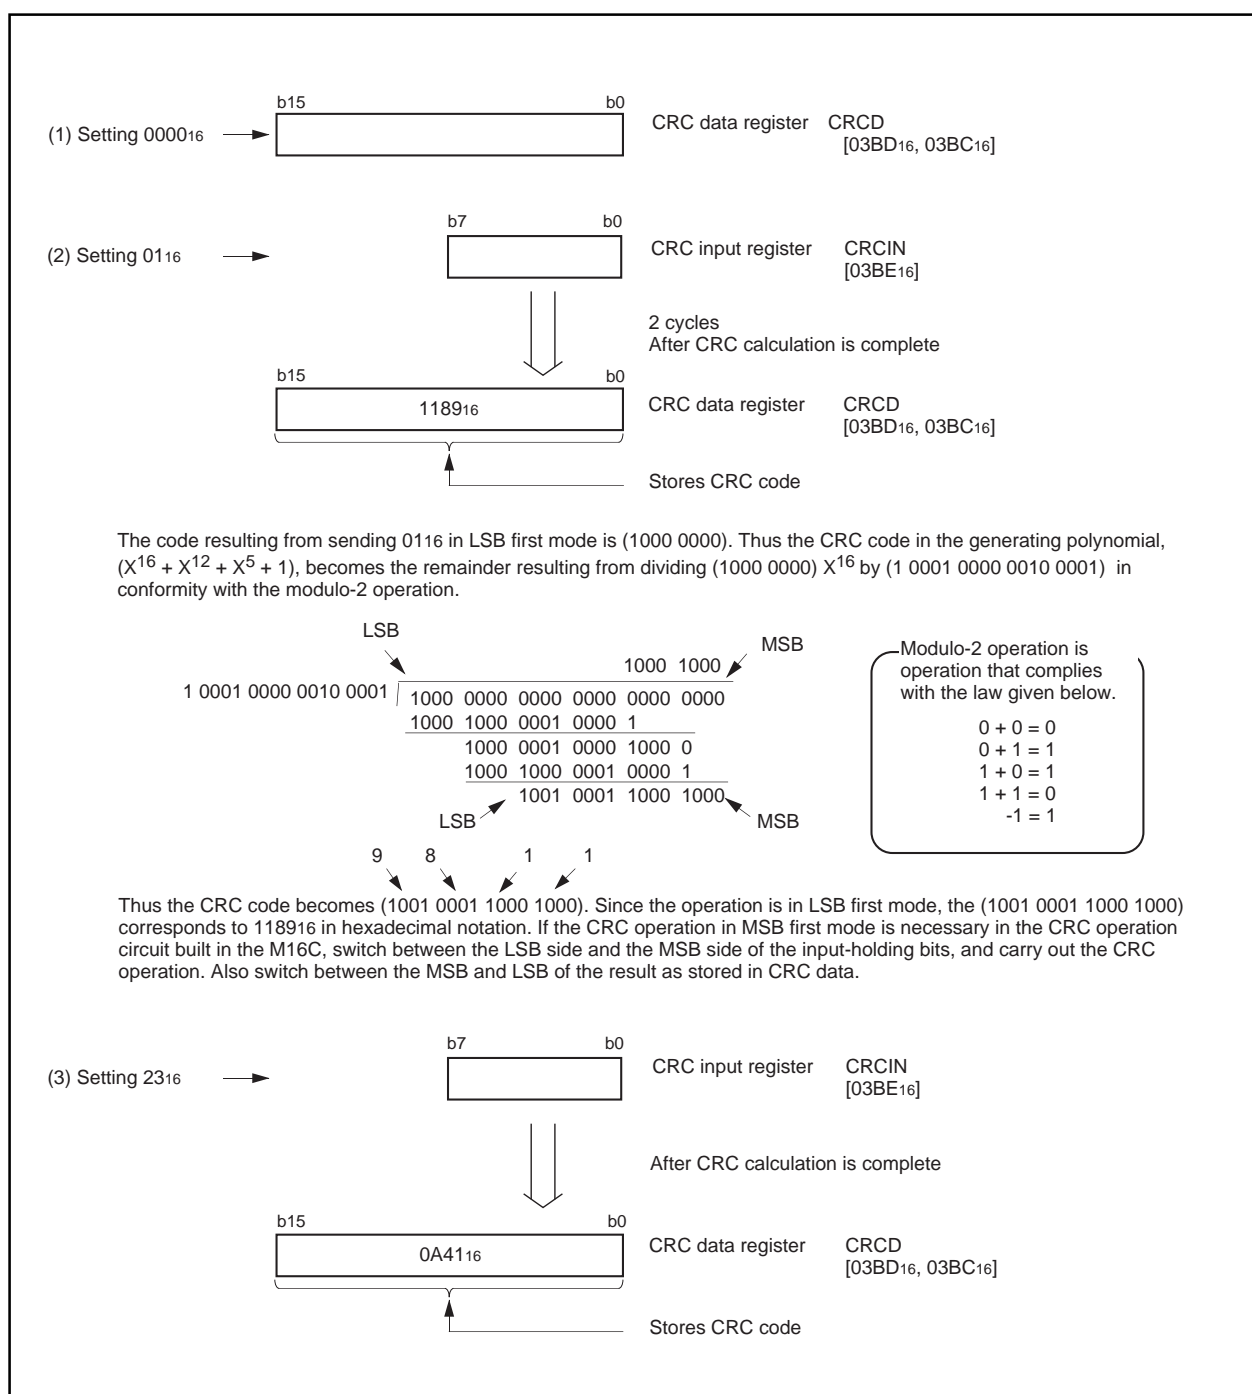 b15 b0
(1) Setting 0000₁₆ CRC data register CRCD
[03BD₁₆, 03BC₁₆]
b7 b0
(2) Setting 01₁₆ CRC input register CRCIN
[03BE₁₆]
2 cycles
After CRC calculation is complete
b15 b0
1189₁₆ CRC data register CRCD
[03BD₁₆, 03BC₁₆]
Stores CRC code
The code resulting from sending 01₁₆ in LSB first mode is (1000 0000). Thus the CRC code in the generating polynomial,
(X¹⁶ + X¹² + X⁵ + 1), becomes the remainder resulting from dividing (1000 0000) X¹⁶ by (1 0001 0000 0010 0001) in
conformity with the modulo-2 operation.
LSB MSB
1000 1000
1 0001 0000 0010 0001 1000 0000 0000 0000 0000 0000
1000 1000 0001 0000 1
1000 0001 0000 1000 0
1000 1000 0001 0000 1
1001 0001 1000 1000
LSB MSB
Modulo-2 operation is
operation that complies
with the law given below.
0 + 0 = 0
0 + 1 = 1
1 + 0 = 1
1 + 1 = 0
-1 = 1
9 8 1 1
Thus the CRC code becomes (1001 0001 1000 1000). Since the operation is in LSB first mode, the (1001 0001 1000 1000)
corresponds to 1189₁₆ in hexadecimal notation. If the CRC operation in MSB first mode is necessary in the CRC operation
circuit built in the M16C, switch between the LSB side and the MSB side of the input-holding bits, and carry out the CRC
operation. Also switch between the MSB and LSB of the result as stored in CRC data.
b7 b0
(3) Setting 23₁₆ CRC input register CRCIN
[03BE₁₆]
After CRC calculation is complete
b15 b0
0A41₁₆ CRC data register CRCD
[03BD₁₆, 03BC₁₆]
Stores CRC code